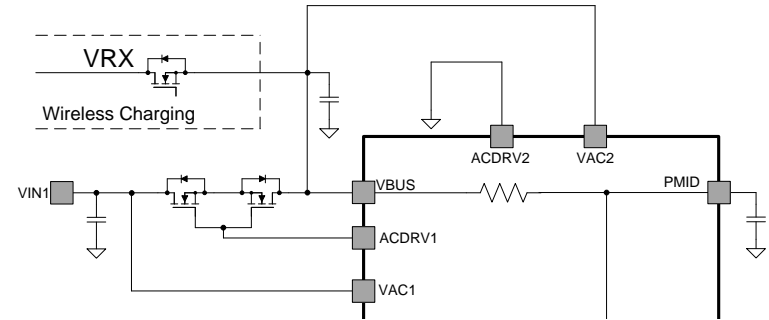 VRX
Wireless Charging
ACDRV2
VAC2
VIN1
VBUS
PMID
ACDRV1
VAC1